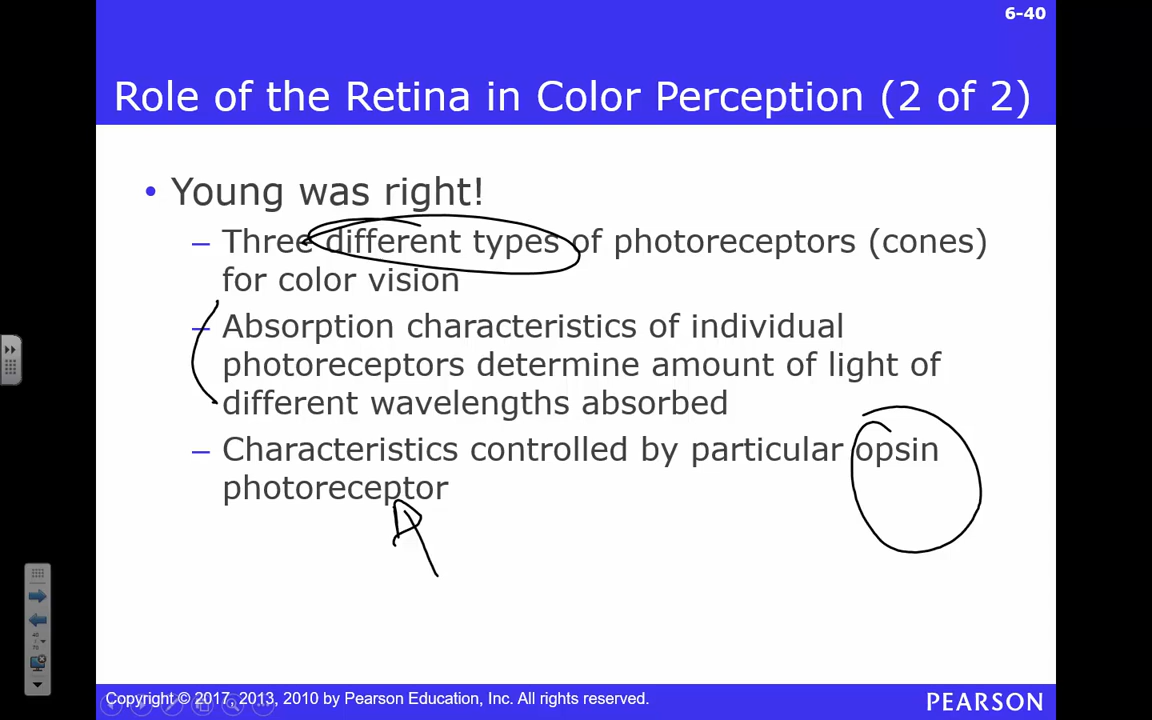 6-40
Role of the Retina in Color Perception (2 of 2)
• Young was right!
– Three different types of photoreceptors (cones)
for color vision
– Absorption characteristics of individual
photoreceptors determine amount of light of
different wavelengths absorbed
– Characteristics controlled by particular opsin
photoreceptor
Copyright © 2017, 2013, 2010 by Pearson Education, Inc. All rights reserved.
PEARSON